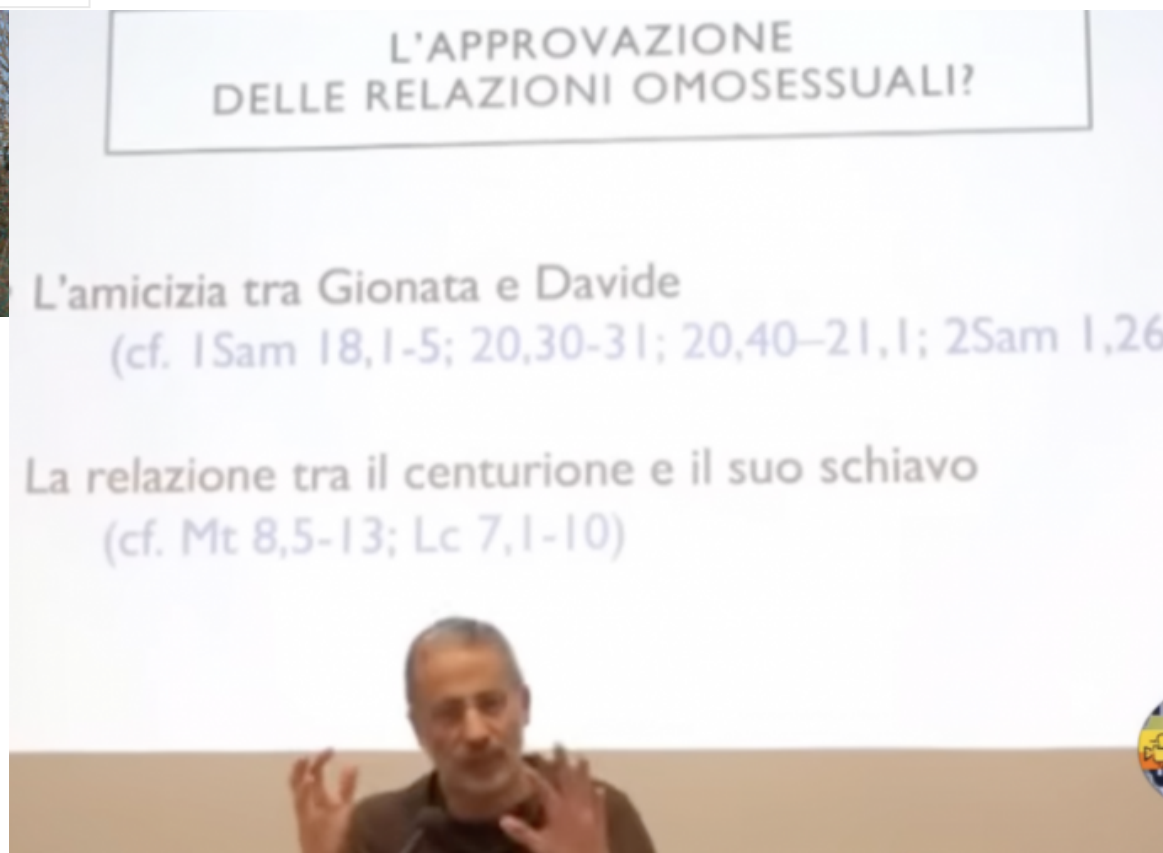 L'APPROVAZIONE
DELLE RELAZIONI OMOSESSUALI?
L'amicizia tra Gionata e Davide
(cf. 1Sam 18,1-5; 20,30-31; 20,40–21,1; 2Sam 1,26
La relazione tra il centurione e il suo schiavo
(cf. Mt 8,5-13; Lc 7,1-10)